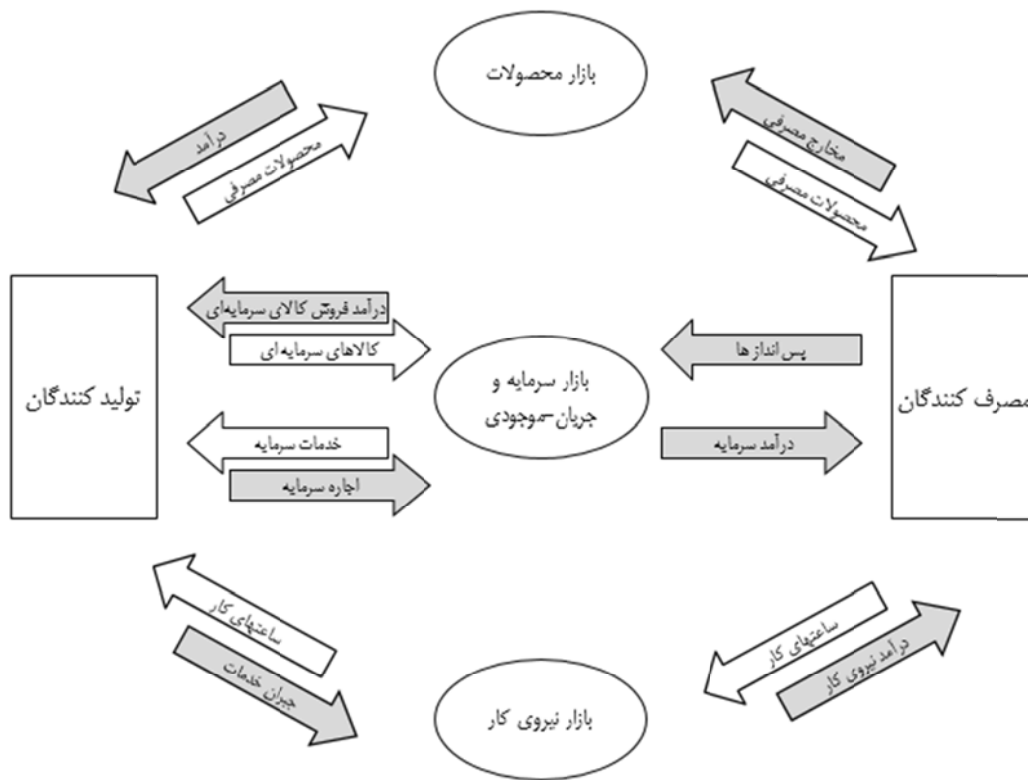 بازار محصولات
مخارج مصرفی
محصولات مصرفی
درآمد
محصولات مصرفی
مصرف کنندگان
پس انداز ها
درآمد سرمایه
بازار سرمایه و
جریان-موجودی
درآمد فروش کالای سرمایه‌ای
کالاهای سرمایه ای
خدمات سرمایه
اجاره سرمایه
تولید کنندگان
ساعتهای کار
درآمد نیروی کار
بازار نیروی کار
ساعتهای کار
جبران خدمات